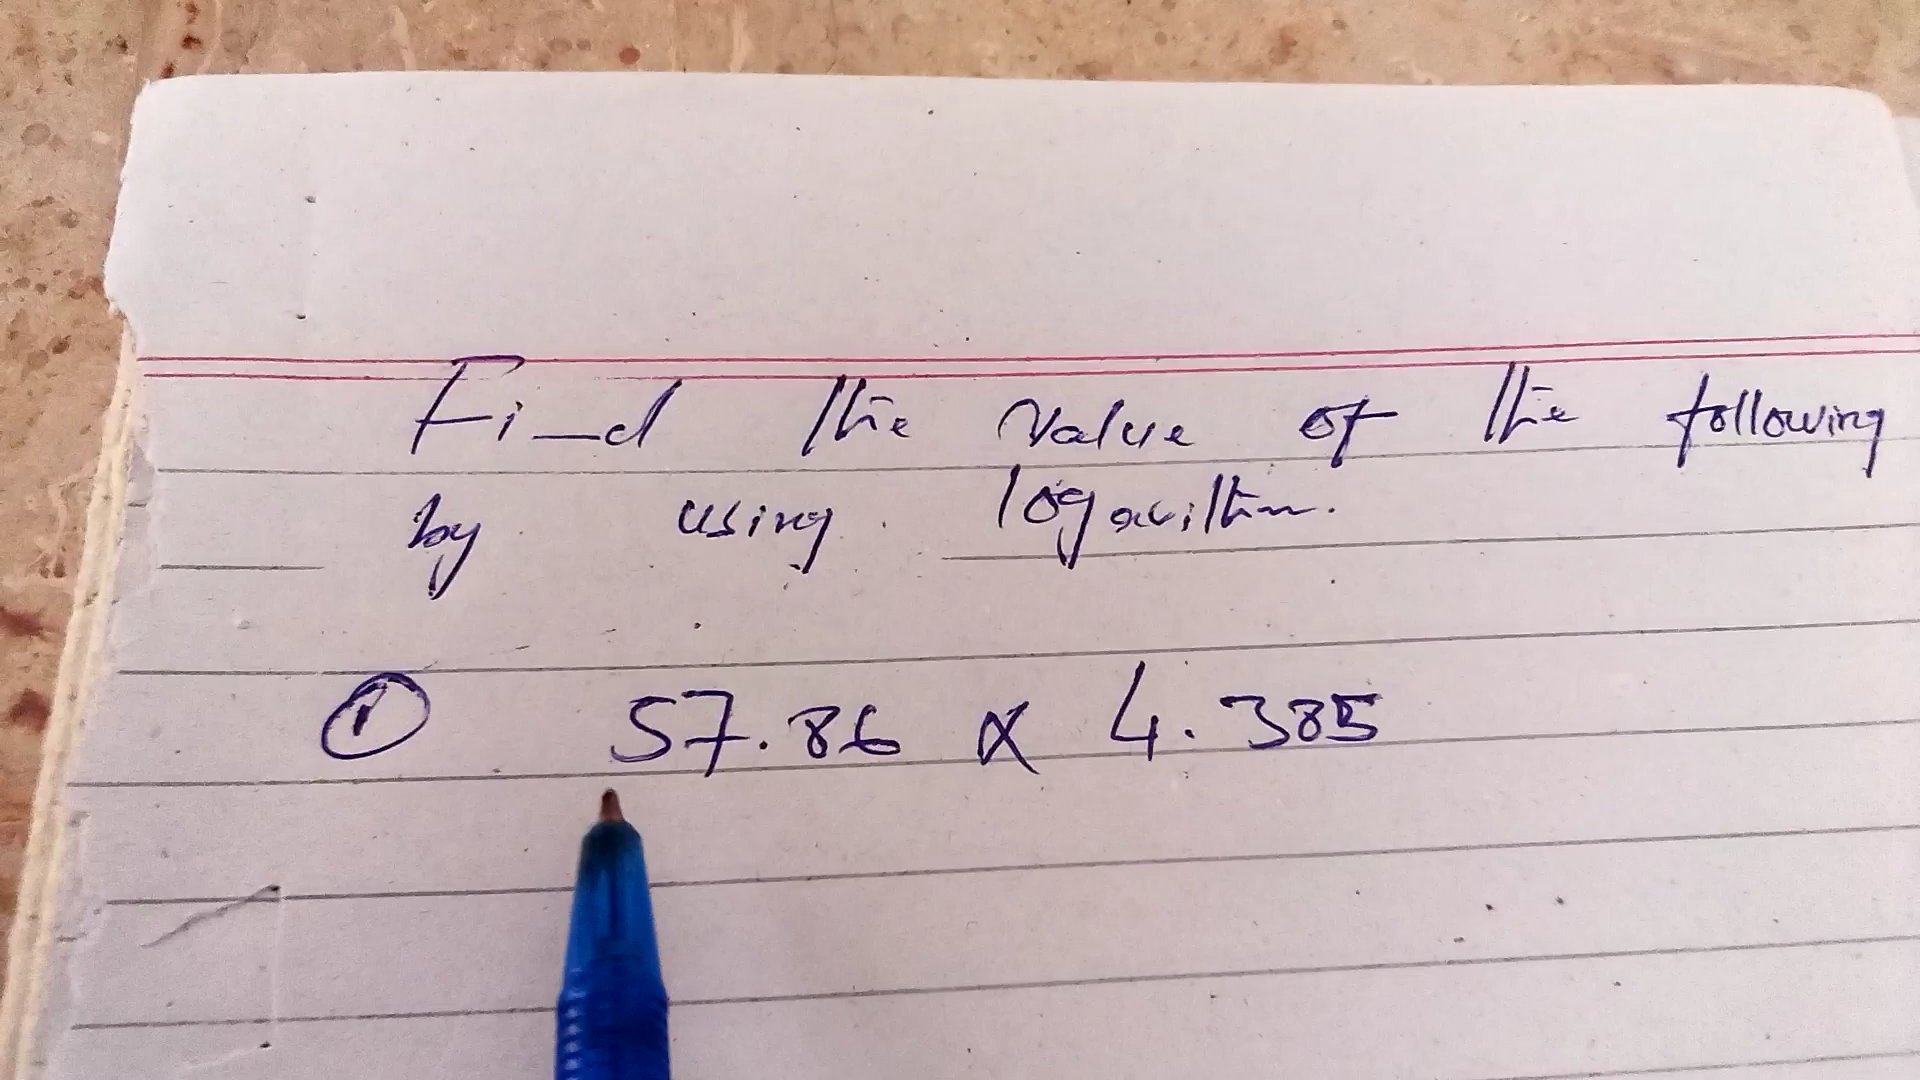 Find the value of the following
by using logarithm.
① 57.86 × 4.385